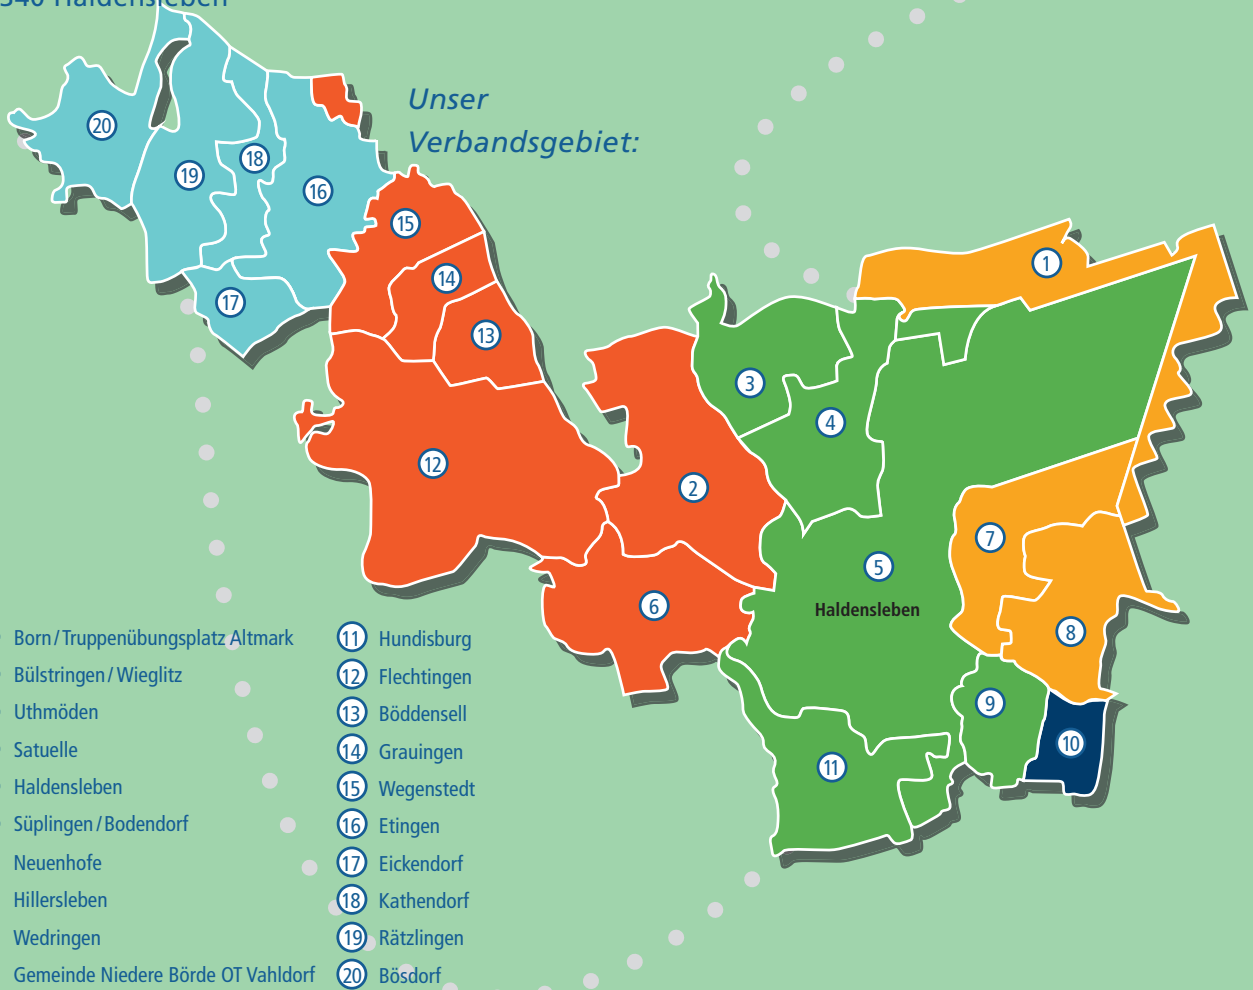 Haldensleben
Unser
Verbandsgebiet:
20
19
18
16
17
15
14
13
12
1
3
4
2
5
Haldensleben
6
7
8
9
10
11
Born / Truppenübungsplatz Altmark
Bülstringen / Wieglitz
Uthmöden
Satuelle
Haldensleben
Süplingen / Bodendorf
Neuenhofe
Hillersleben
Wedringen
Gemeinde Niedere Börde OT Vahldorf
11 Hundisburg
12 Flechtingen
13 Böddensell
14 Grauingen
15 Wegenstedt
16 Etingen
17 Eickendorf
18 Kathendorf
19 Rätzlingen
20 Bösdorf